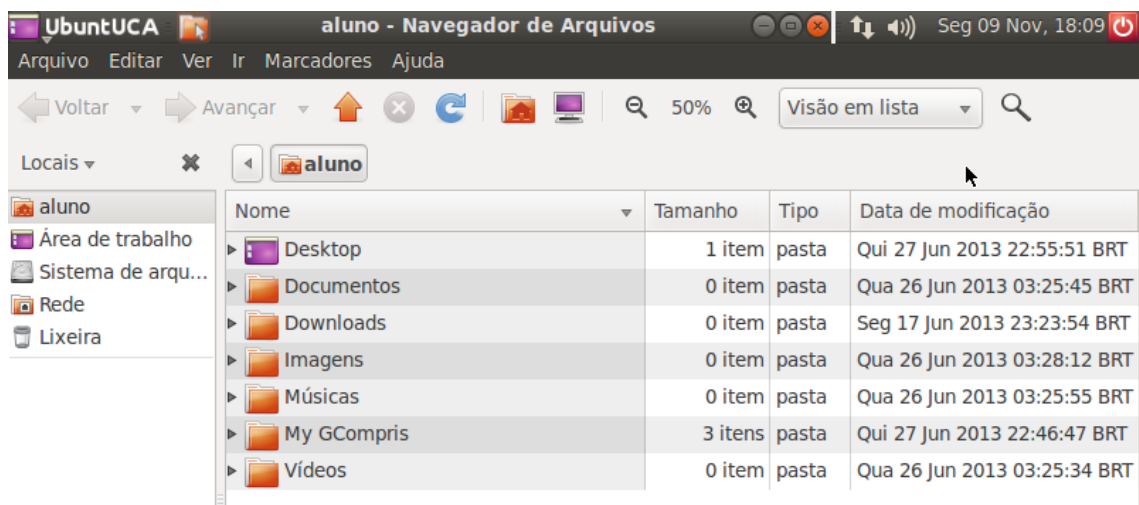 UbuntUCA aluno - Navegador de Arquivos Seg 09 Nov, 18:09
Arquivo Editar Ver Ir Marcadores Ajuda
Voltar Avançar 50% Visão em lista
Locais aluno
aluno
Área de trabalho
Sistema de arqu...
Rede
Lixeira
Nome Tamanho Tipo Data de modificação
Desktop 1 item pasta Qui 27 Jun 2013 22:55:51 BRT
Documentos 0 item pasta Qua 26 Jun 2013 03:25:45 BRT
Downloads 0 item pasta Seg 17 Jun 2013 23:23:54 BRT
Imagens 0 item pasta Qua 26 Jun 2013 03:28:12 BRT
Músicas 0 item pasta Qua 26 Jun 2013 03:25:55 BRT
My GCompris 3 itens pasta Qui 27 Jun 2013 22:46:47 BRT
Vídeos 0 item pasta Qua 26 Jun 2013 03:25:34 BRT